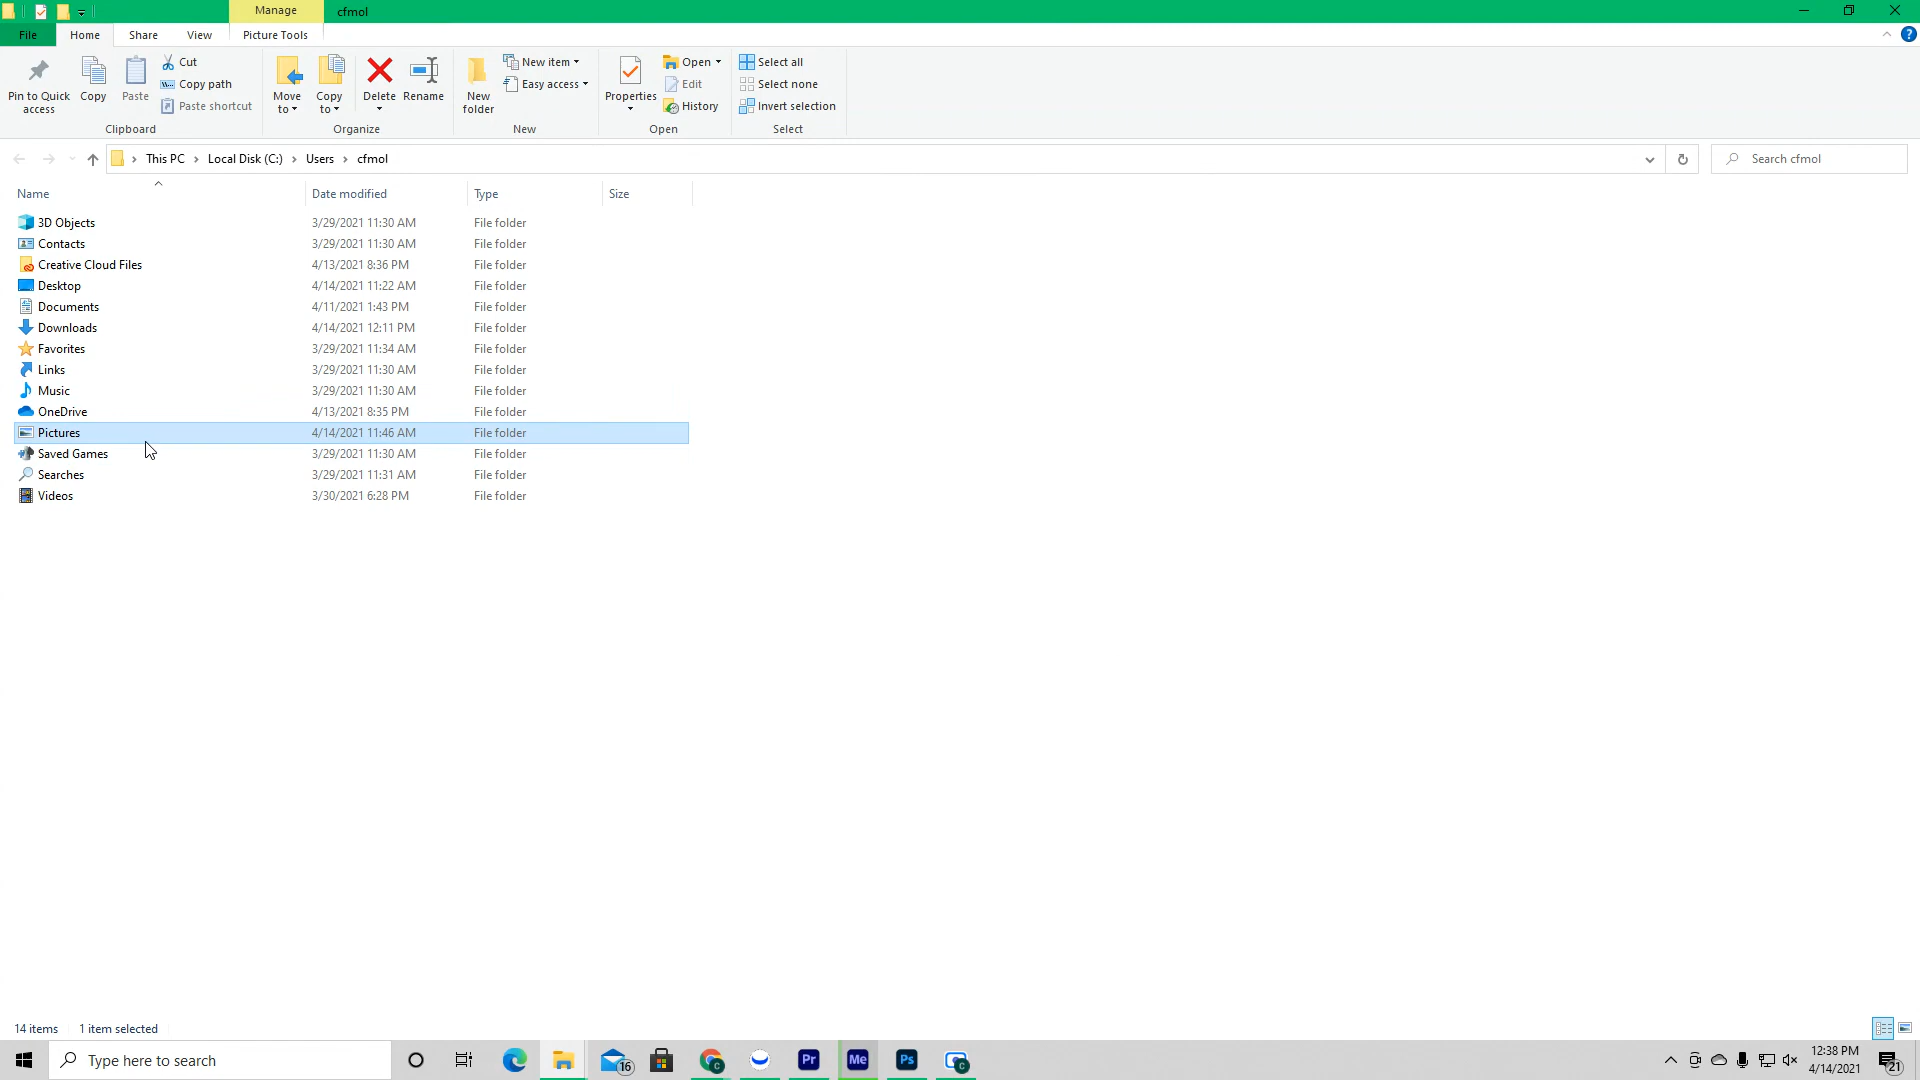 Manage
cfmol
File
Home
Share
View
Picture Tools
?
Pin to Quick access
Copy
Paste
Cut
Copy path
Paste shortcut
Clipboard
Move to
Copy to
Delete
Rename
Organize
New folder
New item
Easy access
New
Properties
Open
Edit
History
Open
Select all
Select none
Invert selection
Select
This PC
Local Disk (C:)
Users
cfmol
Search cfmol
Name
Date modified
Type
Size
3D Objects 3/29/2021 11:30 AM File folder
Contacts 3/29/2021 11:30 AM File folder
Creative Cloud Files 4/13/2021 8:36 PM File folder
Desktop 4/14/2021 11:22 AM File folder
Documents 4/11/2021 1:43 PM File folder
Downloads 4/14/2021 12:11 PM File folder
Favorites 3/29/2021 11:34 AM File folder
Links 3/29/2021 11:30 AM File folder
Music 3/29/2021 11:30 AM File folder
OneDrive 4/13/2021 8:35 PM File folder
Pictures 4/14/2021 11:46 AM File folder
Saved Games 3/29/2021 11:30 AM File folder
Searches 3/29/2021 11:31 AM File folder
Videos 3/30/2021 6:28 PM File folder
14 items
1 item selected
Type here to search
16
C
Pr
Me
Ps
C
12:38 PM
4/14/2021
21